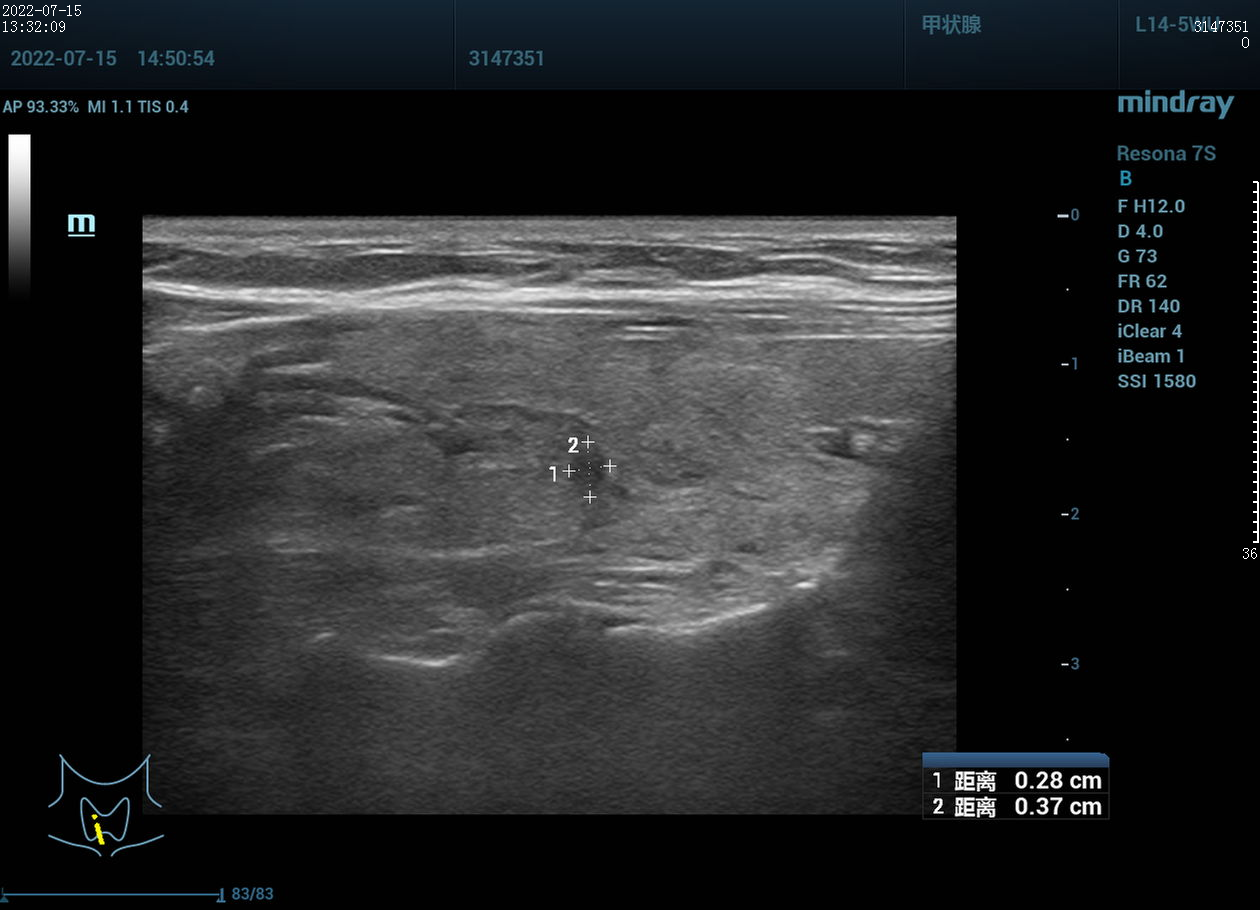 2022-07-15
13:32:09
2022-07-15 14:50:54
3147351
甲状腺
3147351
0
AP 93.33% MI 1.1 TIS 0.4
mindray
Resona 7S
B
F H12.0
D 4.0
G 73
FR 62
DR 140
iClear 4
iBeam 1
SSI 1580
m
0
1
2
3
36
2
1
1 距离 0.28 cm
2 距离 0.37 cm
83/83